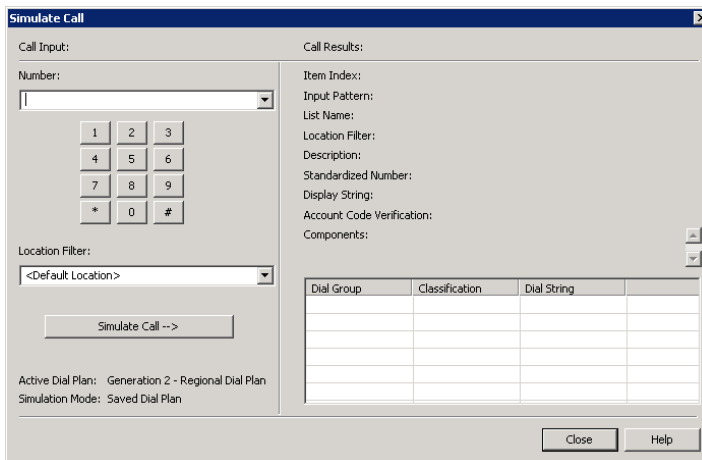 Simulate Call
Call Input:
Number:
1 2 3
4 5 6
7 8 9
* 0 #
Location Filter:
<Default Location>
Simulate Call -->
Active Dial Plan: Generation 2 - Regional Dial Plan
Simulation Mode: Saved Dial Plan
Call Results:
Item Index:
Input Pattern:
List Name:
Location Filter:
Description:
Standardized Number:
Display String:
Account Code Verification:
Components:
Dial Group Classification Dial String
Close Help